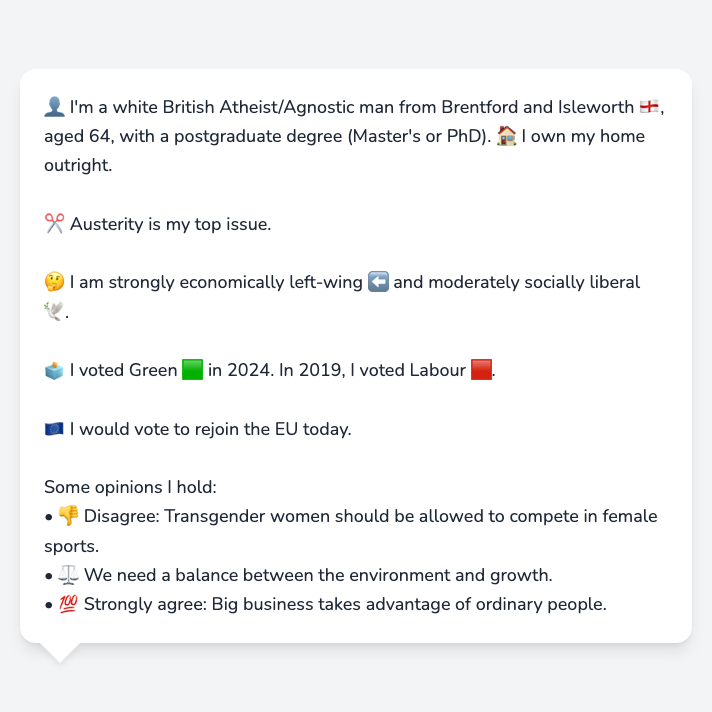 👤 I'm a white British Atheist/Agnostic man from Brentford and Isleworth 🏴󠁧󠁢󠁥󠁮󠁧󠁿,
aged 64, with a postgraduate degree (Master's or PhD). 🏠 I own my home
outright.
✂️ Austerity is my top issue.
🤔 I am strongly economically left-wing ⬅️ and moderately socially liberal
🕊️.
🗳️ I voted Green 🟩 in 2024. In 2019, I voted Labour 🟥.
🇪🇺 I would vote to rejoin the EU today.
Some opinions I hold:
• 👎 Disagree: Transgender women should be allowed to compete in female
sports.
• ⚖️ We need a balance between the environment and growth.
• 💯 Strongly agree: Big business takes advantage of ordinary people.